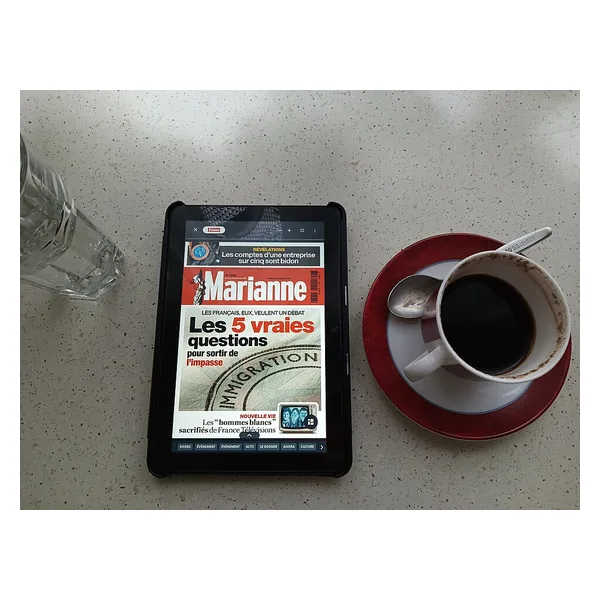 RÉVÉLATIONS
Les comptes d'une entreprise
sur cinq sont bidon
Marianne
LES FRANÇAIS, EUX, VEULENT UN DÉBAT
Les 5 vraies
questions
pour sortir de
l'impasse
IMMIGRATION
NOUVELLE VIE
Les "hommes blancs"
sacrifiés de France Télévisions
DIVERS ÉVÉNEMENT ÉVÉNEMENT ACTU LE DOSSIER AGORA CULTURE